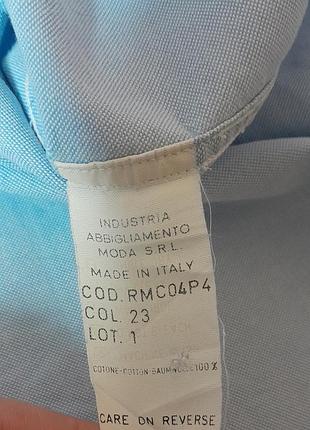 INDUSTRIA
ABBIGLIAMENTO
MODA S.R.L.
MADE IN ITALY
COD. RMC04P4
COL. 23
LOT. 1
COTONE-COTTON-BAUMWOLLE 100 %
CARE ON REVERSE